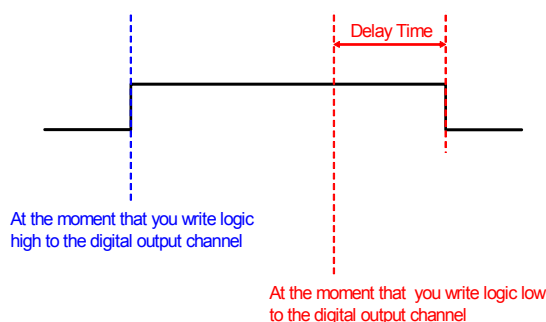 Delay Time
At the moment that you write logic
high to the digital output channel
At the moment that you write logic low
to the digital output channel